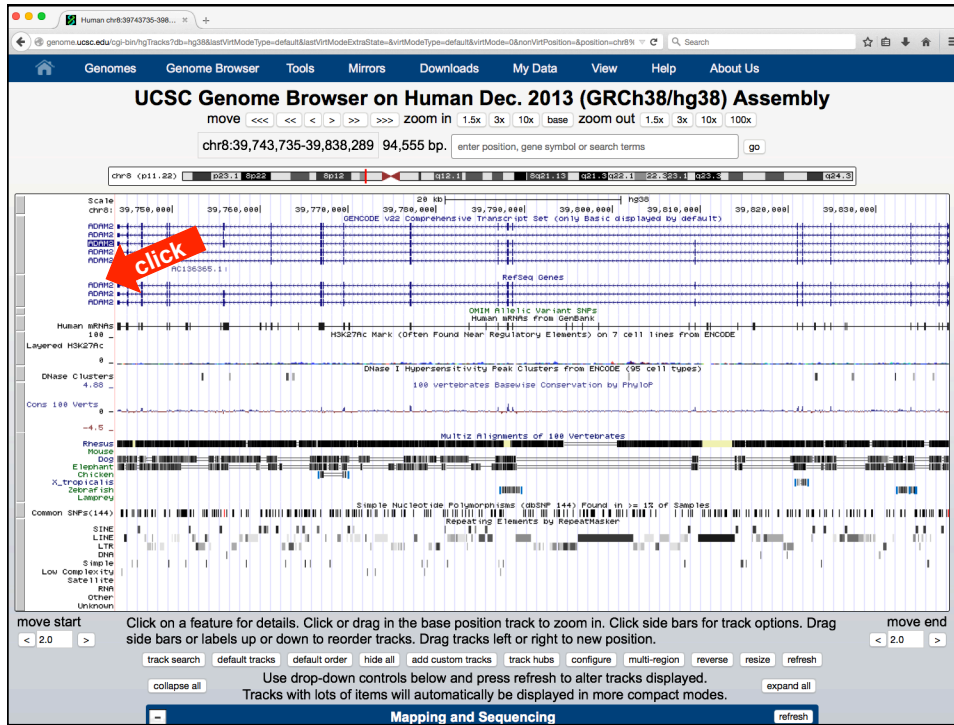 Human chr8:39743735-398...
genome.ucsc.edu/cgi-bin/hgTracks?db=hg38&lastVirtModeType=default&lastVirtModeExtraState=&virtModeType=default&virtMode=0&nonVirtPosition=&position=chr8%
Search
Genomes Genome Browser Tools Mirrors Downloads My Data View Help About Us
UCSC Genome Browser on Human Dec. 2013 (GRCh38/hg38) Assembly
move <<< << < > >> >>> zoom in 1.5x 3x 10x base zoom out 1.5x 3x 10x 100x
chr8:39,743,735-39,838,289 94,555 bp. enter position, gene symbol or search terms go
chr8 (p11.22) p23.1 8p22 8p12 q12.1 8q21.13 q21.3 q22.1 22.3 23.1 q23.3 q24.3
Scale 20 kb hg38
chr8: 39,750,000 39,760,000 39,770,000 39,780,000 39,790,000 39,800,000 39,810,000 39,820,000 39,830,000
GENCODE v22 Comprehensive Transcript Set (only Basic displayed by default)
ADAM2
ADAM2
ADAM2
ADAM2
ADAM2
click
AC136365.1
RefSeq Genes
ADAM2
ADAM2
ADAM2
OMIM Allelic Variant SNPs
Human mRNAs from GenBank
Human mRNAs
100 _
H3K27Ac Mark (Often Found Near Regulatory Elements) on 7 cell lines from ENCODE
Layered H3K27Ac
0 _
DNase I Hypersensitivity Peak Clusters from ENCODE (95 cell types)
DNase Clusters
4.88 _
100 vertebrates Basewise Conservation by PhyloP
Cons 100 Verts
0 _
-4.5 _
Multiz Alignments of 100 Vertebrates
Rhesus
Mouse
Dog
Elephant
Chicken
X_tropicalis
Zebrafish
Lamprey
Simple Nucleotide Polymorphisms (dbSNP 144) Found in >= 1% of Samples
Common SNPs(144)
Repeating Elements by RepeatMasker
SINE
LINE
LTR
DNA
Simple
Low Complexity
Satellite
RNA
Other
Unknown
move start
< 2.0 >
Click on a feature for details. Click or drag in the base position track to zoom in. Click side bars for track options. Drag
side bars or labels up or down to reorder tracks. Drag tracks left or right to new position.
move end
< 2.0 >
track search default tracks default order hide all add custom tracks track hubs configure multi-region reverse resize refresh
collapse all
Use drop-down controls below and press refresh to alter tracks displayed.
Tracks with lots of items will automatically be displayed in more compact modes.
expand all
- Mapping and Sequencing refresh